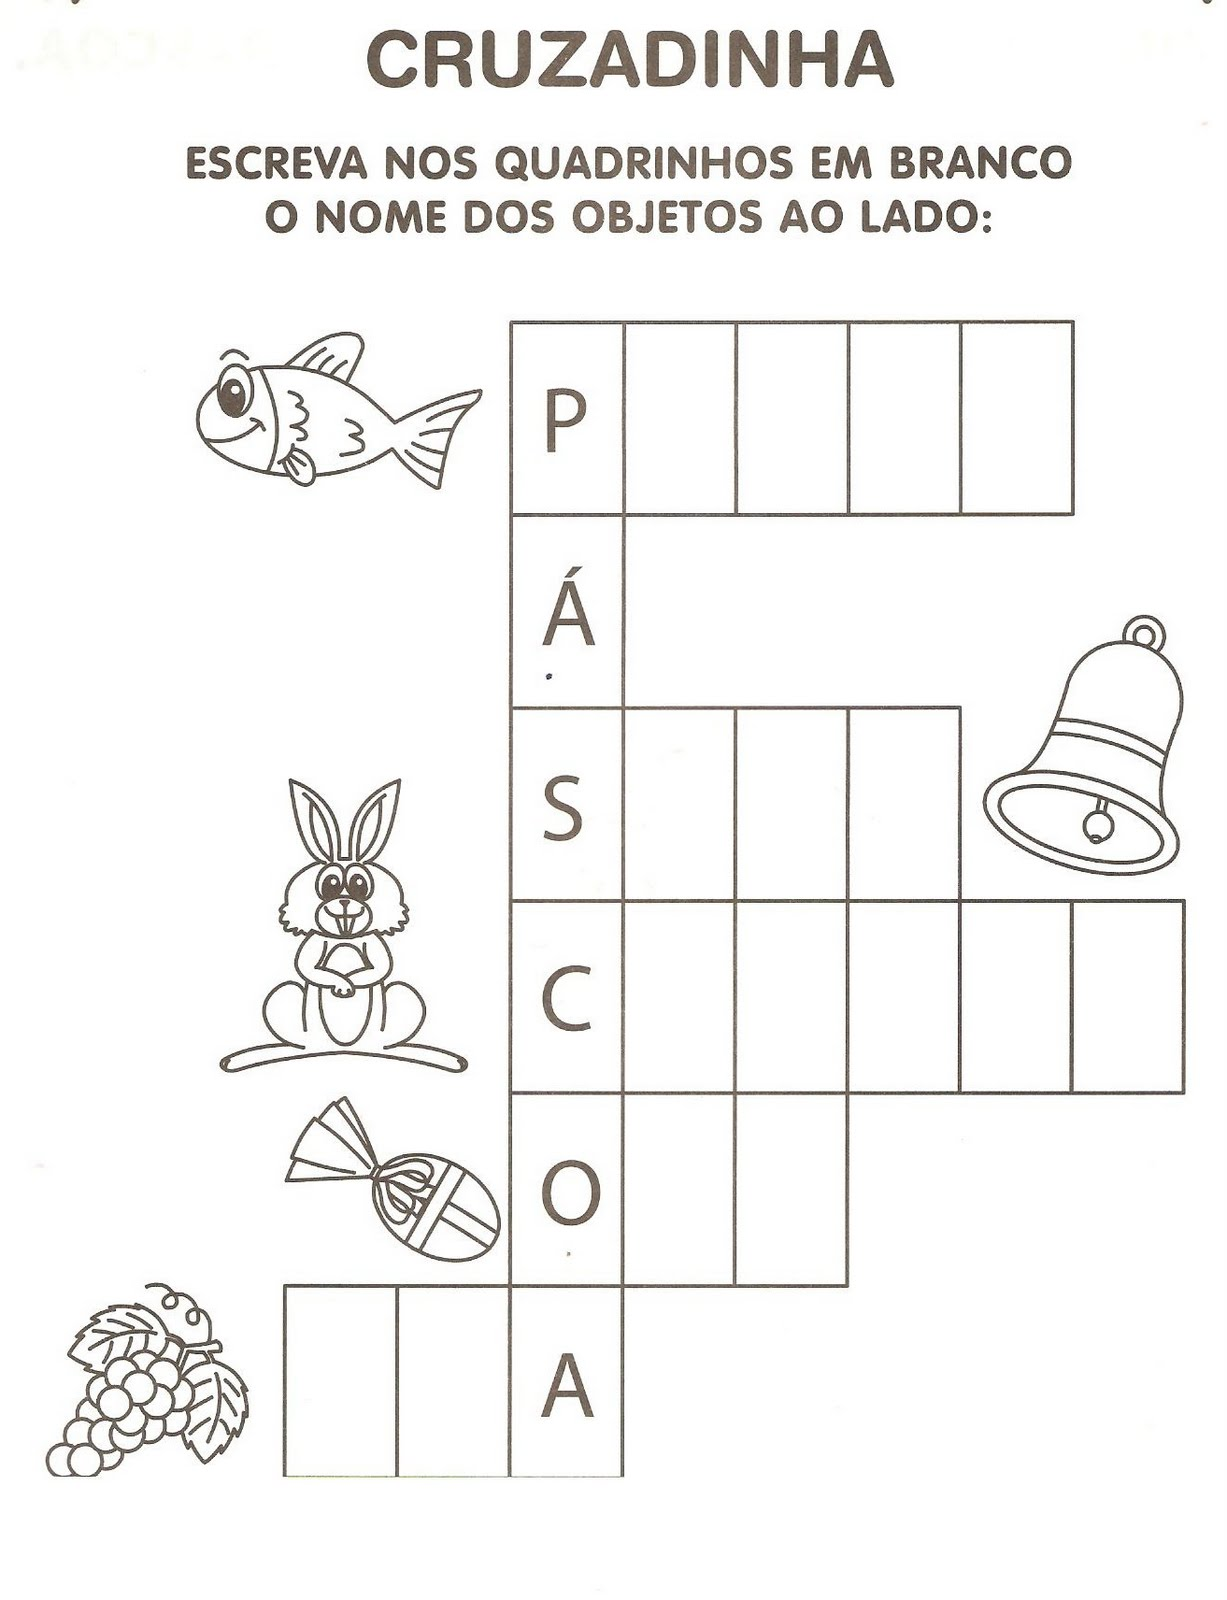 CRUZADINHA
ESCREVA NOS QUADRINHOS EM BRANCO
O NOME DOS OBJETOS AO LADO:
P
Á
S
C
O
A